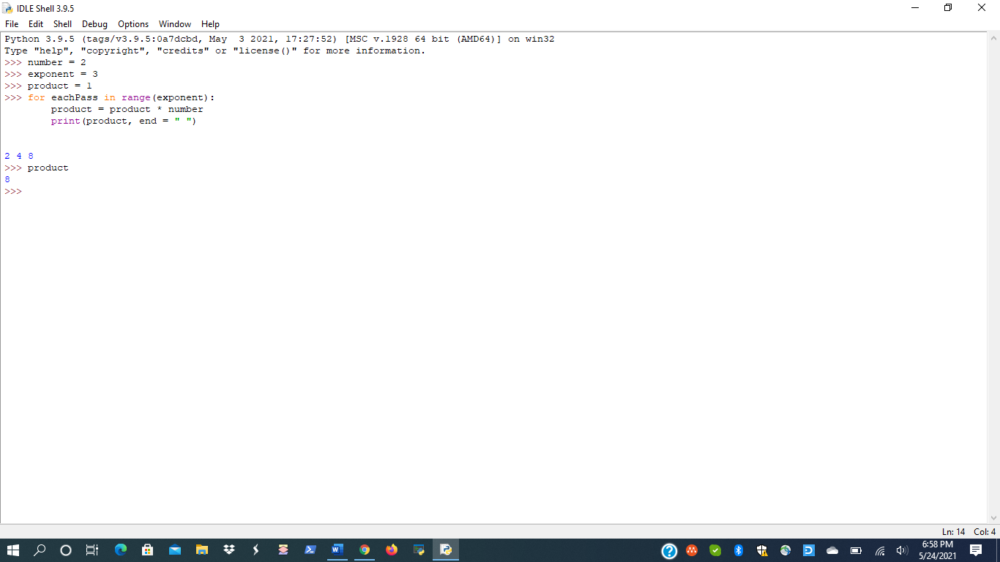 IDLE Shell 3.9.5
File Edit Shell Debug Options Window Help
Python 3.9.5 (tags/v3.9.5:0a7dcbd, May  3 2021, 17:27:52) [MSC v.1928 64 bit (AMD64)] on win32
Type "help", "copyright", "credits" or "license()" for more information.
>>> number = 2
>>> exponent = 3
>>> product = 1
>>> for eachPass in range(exponent):
        product = product * number
        print(product, end = " ")
2 4 8
>>> product
8
>>>
Ln: 14 Col: 4
6:58 PM
5/24/2021